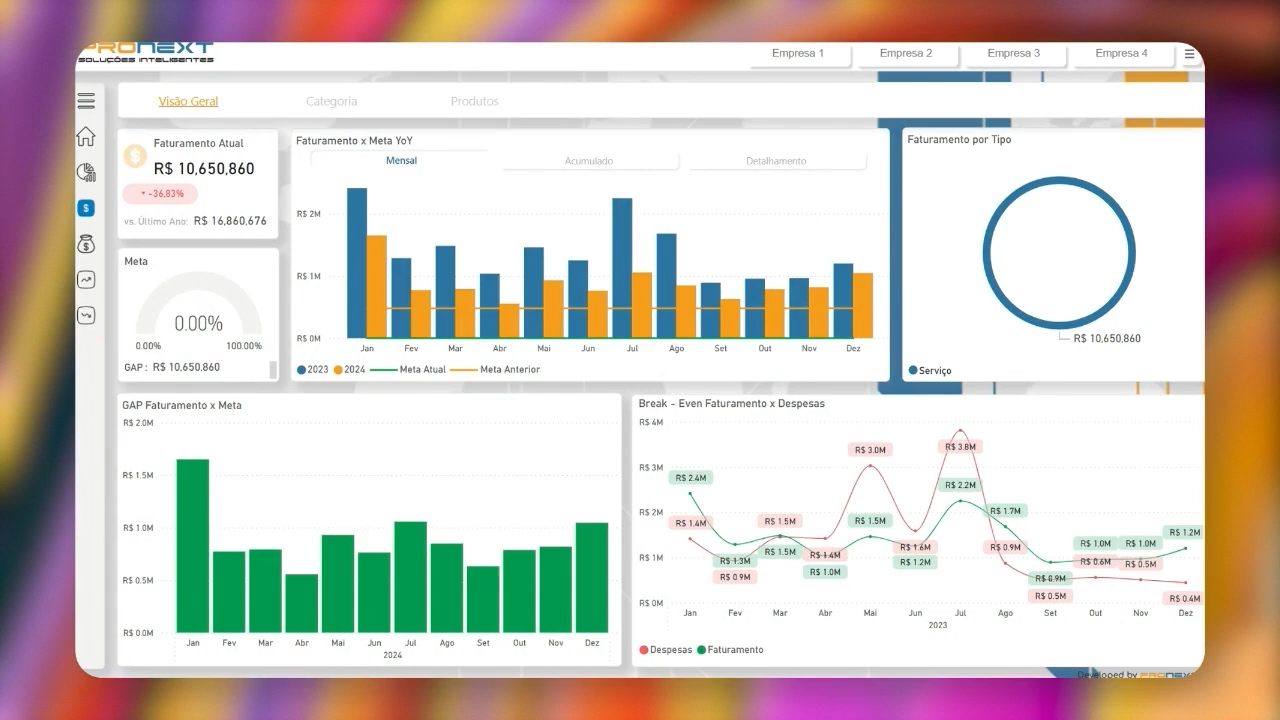 PRONEXT
SOLUÇÕES INTELIGENTES
Empresa 1
Empresa 2
Empresa 3
Empresa 4
Visão Geral
Categoria
Produtos
Faturamento Atual
R$ 10,650,860
-36,83%
vs. Último Ano: R$ 16,860,676
Meta
0.00%
0.00%
100.00%
GAP : R$ 10,650,860
Faturamento x Meta YoY
Mensal
Acumulado
Detalhamento
R$ 2M
R$ 1M
R$ 0M
Jan Fev Mar Abr Mai Jun Jul Ago Set Out Nov Dez
2023 2024 Meta Atual Meta Anterior
Faturamento por Tipo
R$ 10,650,860
Serviço
GAP Faturamento x Meta
R$ 2.0M
R$ 1.5M
R$ 1.0M
R$ 0.5M
R$ 0.0M
Jan Fev Mar Abr Mai Jun Jul Ago Set Out Nov Dez
2024
Break - Even Faturamento x Despesas
R$ 4M
R$ 3M
R$ 2M
R$ 1M
R$ 0M
R$ 2.4M
R$ 1.4M
R$ 1.3M
R$ 0.9M
R$ 1.5M
R$ 1.5M
R$ 1.4M
R$ 1.0M
R$ 3.0M
R$ 1.5M
R$ 1.6M
R$ 1.2M
R$ 3.8M
R$ 2.2M
R$ 1.7M
R$ 0.9M
R$ 0.9M
R$ 0.5M
R$ 1.0M
R$ 0.6M
R$ 1.0M
R$ 0.5M
R$ 1.2M
R$ 0.4M
Jan Fev Mar Abr Mai Jun Jul Ago Set Out Nov Dez
2023
Despesas Faturamento
Developed by PRONEXT